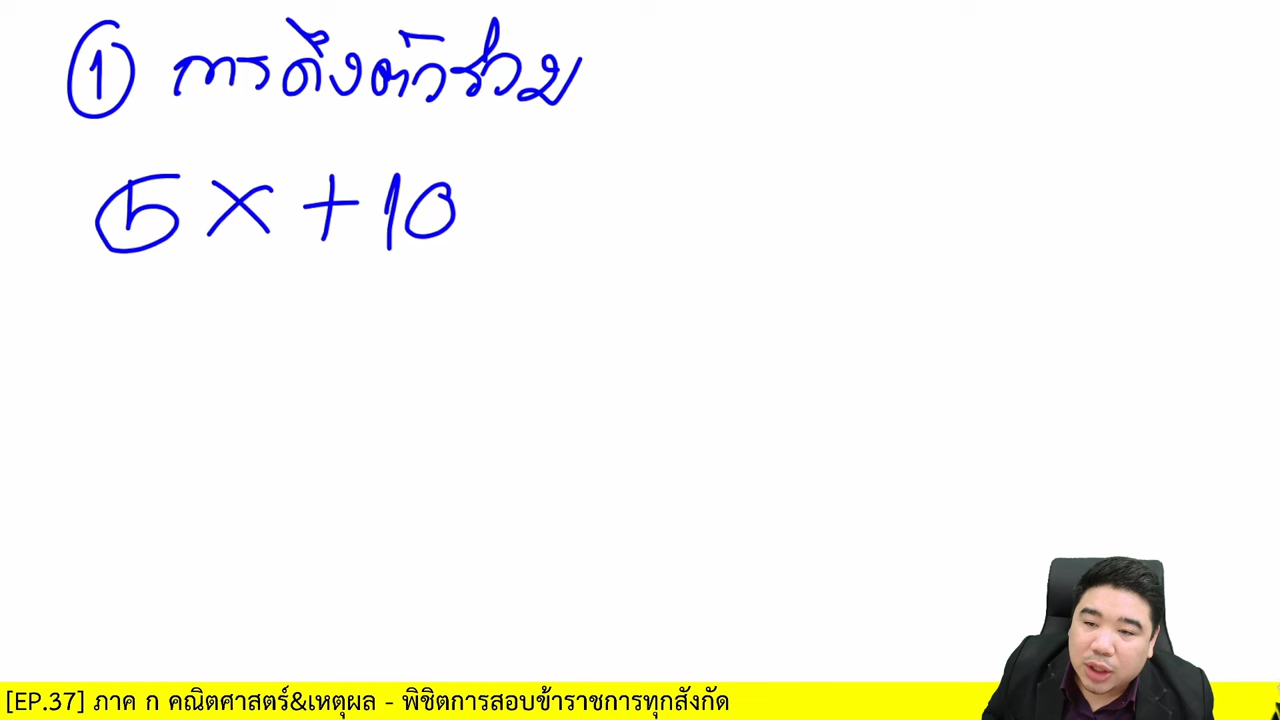 ① การดึงตัวร่วม
5x + 10
[EP.37] ภาค ก คณิตศาสตร์&เหตุผล - พิชิตการสอบข้าราชการทุกสังกัด